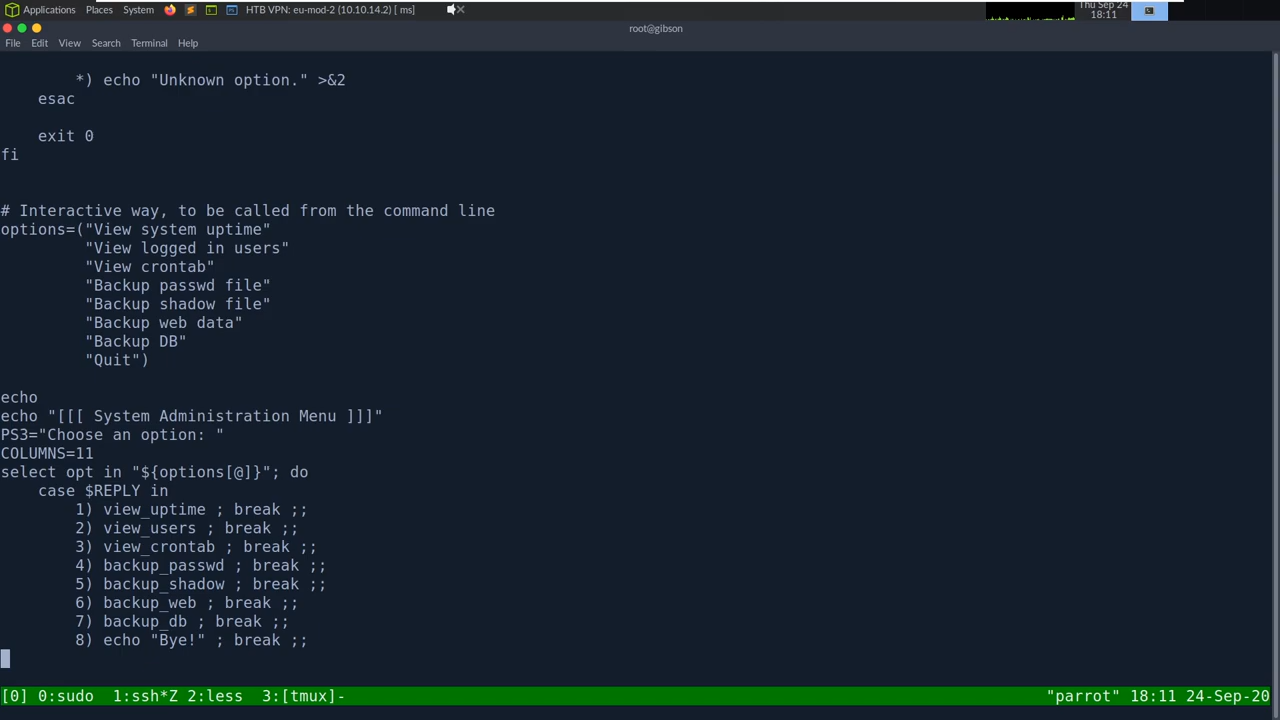 Applications Places System HTB VPN: eu-mod-2 (10.10.14.2) [ ms]
Thu Sep 24
18:11
root@gibson
File Edit View Search Terminal Help
        *) echo "Unknown option." >&2
    esac
    exit 0
fi
# Interactive way, to be called from the command line
options=("View system uptime"
         "View logged in users"
         "View crontab"
         "Backup passwd file"
         "Backup shadow file"
         "Backup web data"
         "Backup DB"
         "Quit")
echo
echo "[[[ System Administration Menu ]]]"
PS3="Choose an option: "
COLUMNS=11
select opt in "${options[@]}"; do
    case $REPLY in
        1) view_uptime ; break ;;
        2) view_users ; break ;;
        3) view_crontab ; break ;;
        4) backup_passwd ; break ;;
        5) backup_shadow ; break ;;
        6) backup_web ; break ;;
        7) backup_db ; break ;;
        8) echo "Bye!" ; break ;;
[0] 0:sudo  1:ssh*Z 2:less  3:[tmux]- "parrot" 18:11 24-Sep-20